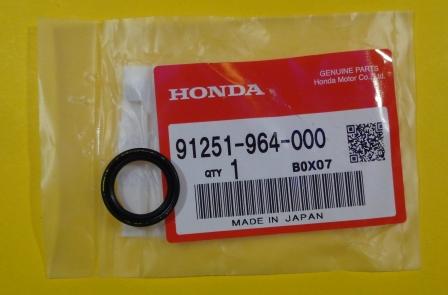 GENUINE PARTS
Honda Motor Co.,Ltd.
HONDA
91251-964-000
QTY 1 B0X07
MADE IN JAPAN